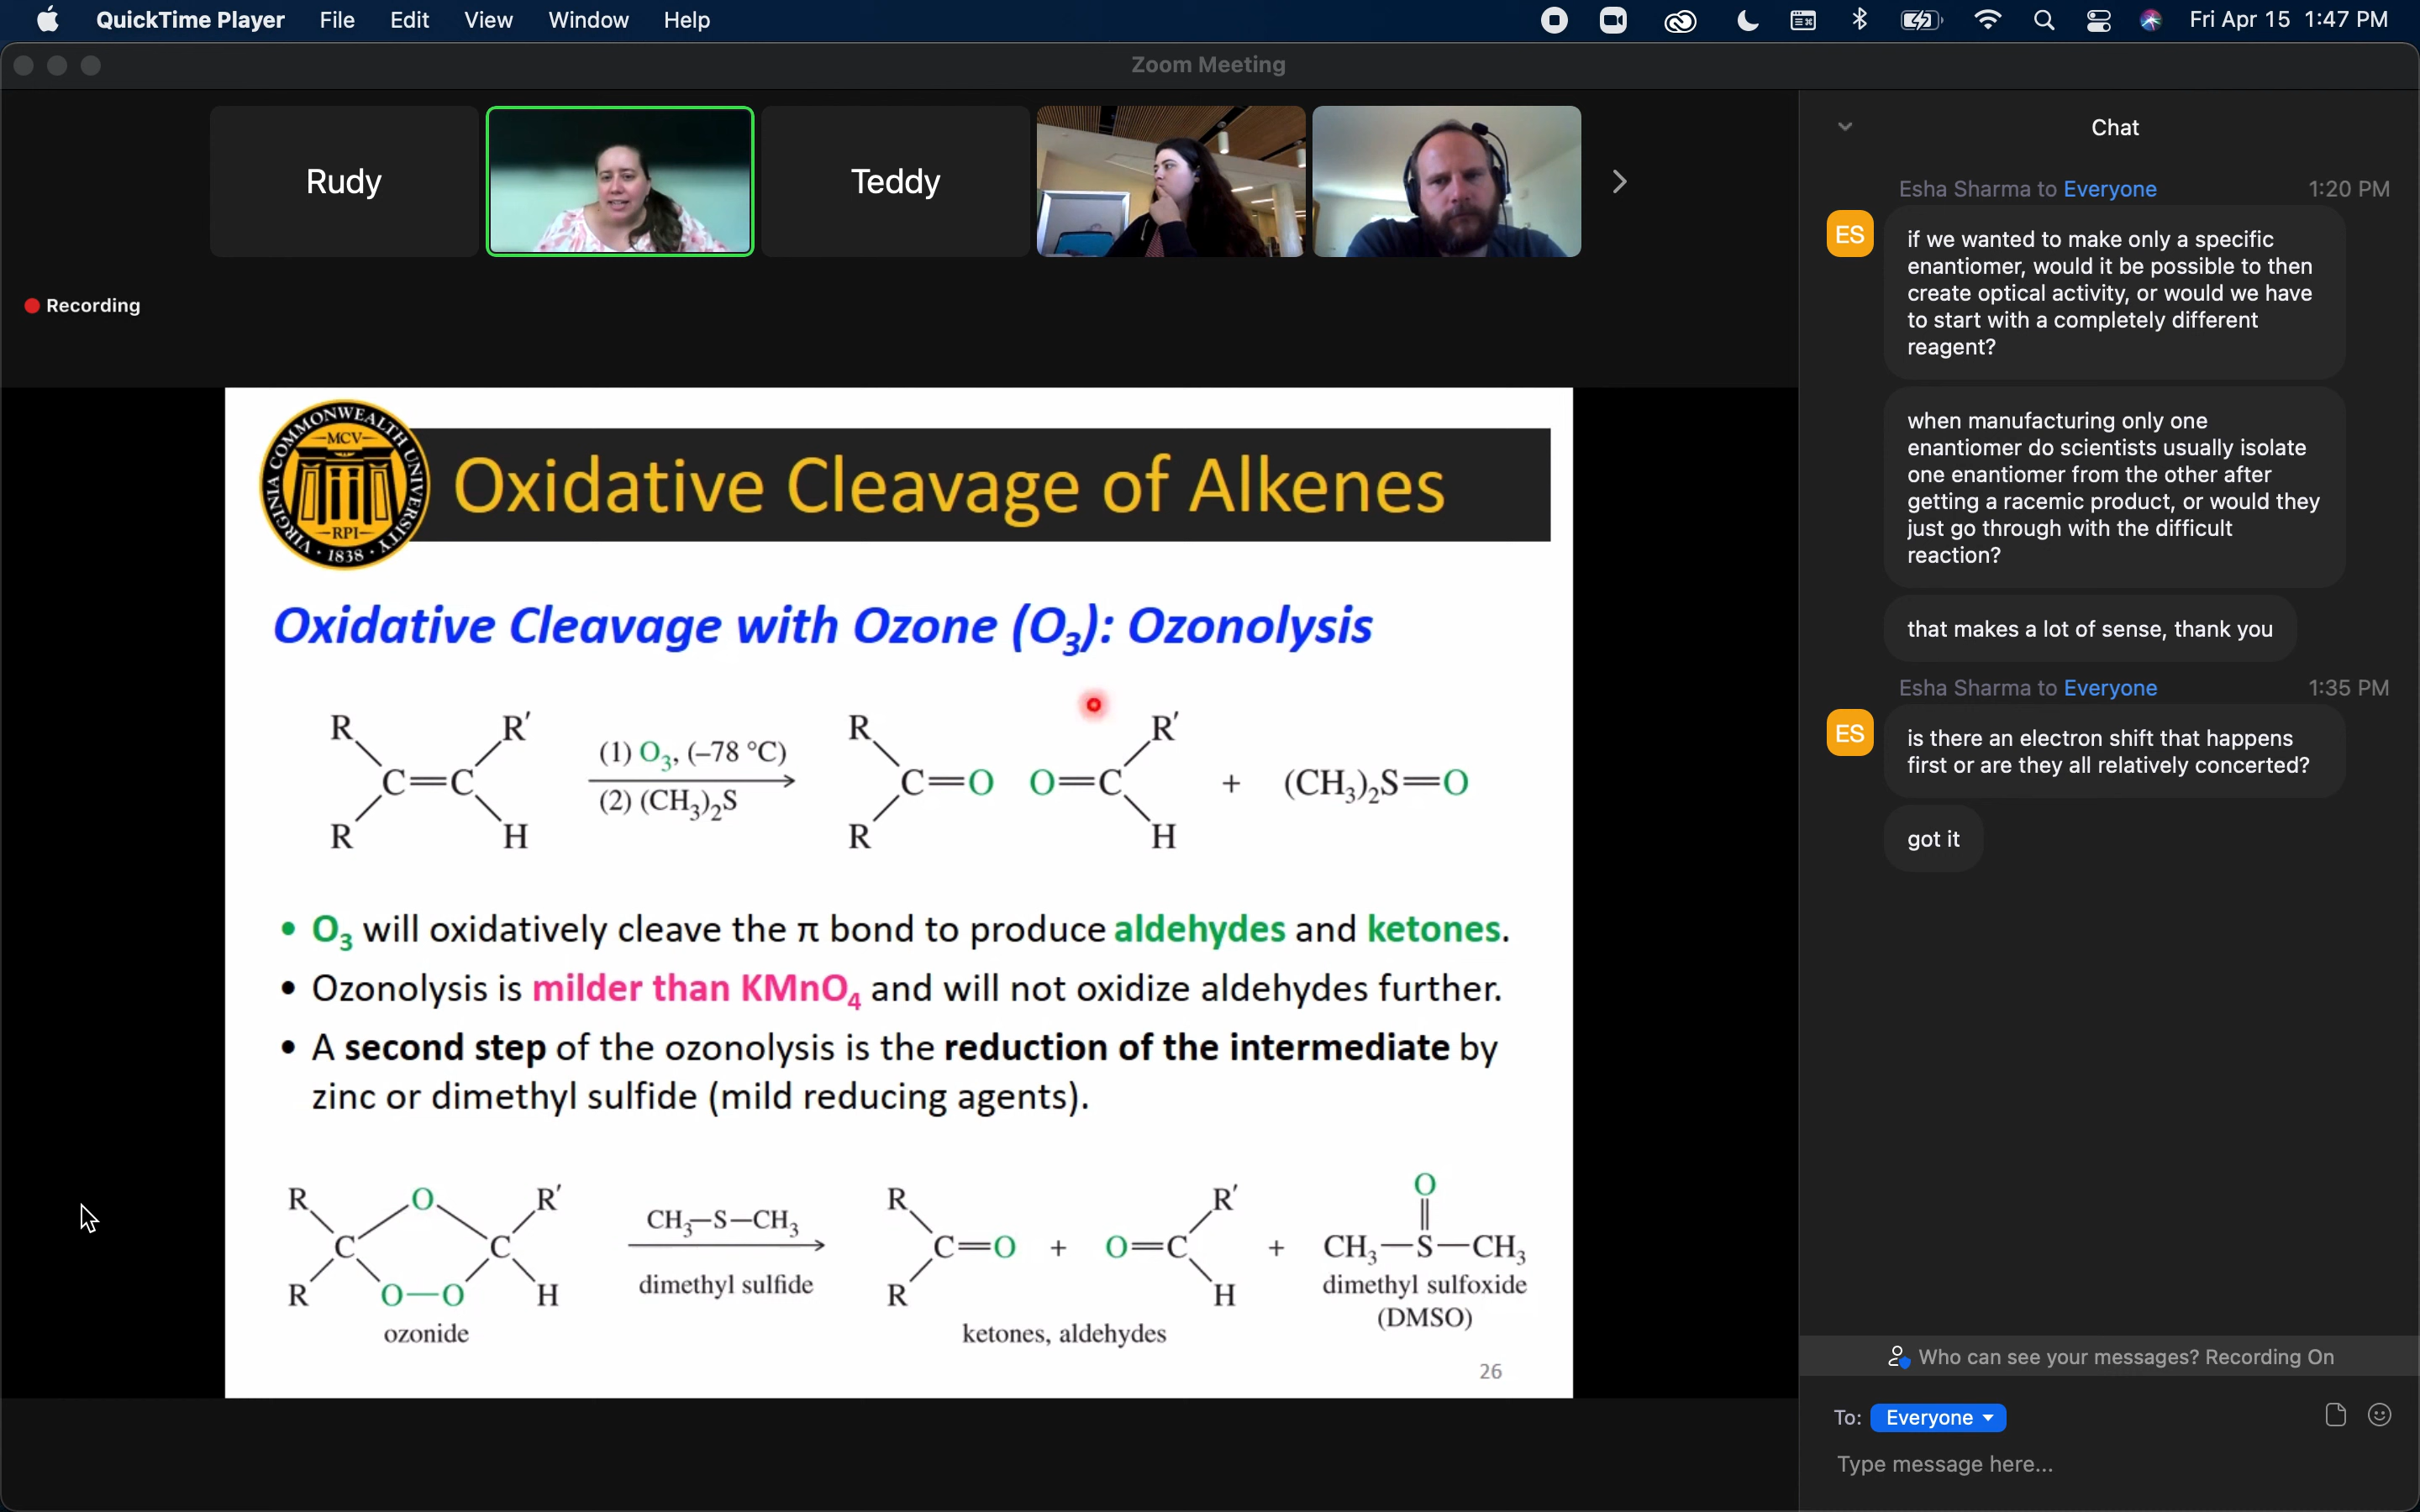 QuickTime Player File Edit View Window Help Fri Apr 15 1:47 PM
Zoom Meeting
Rudy
Teddy
Recording
VIRGINIA COMMONWEALTH UNIVERSITY
MCV
RPI
1838
Oxidative Cleavage of Alkenes
Oxidative Cleavage with Ozone (O₃): Ozonolysis
R R′ (1) O₃, (–78 °C) R R′
C=C C=O O=C + (CH₃)₂S=O
R H (2) (CH₃)₂S R H
• O₃ will oxidatively cleave the π bond to produce aldehydes and ketones.
• Ozonolysis is milder than KMnO₄ and will not oxidize aldehydes further.
• A second step of the ozonolysis is the reduction of the intermediate by
zinc or dimethyl sulfide (mild reducing agents).
R O R′ CH₃—S—CH₃ R R′ O
C C C=O + O=C + CH₃—S—CH₃
R O—O H dimethyl sulfide R H dimethyl sulfoxide
(DMSO)
ozonide ketones, aldehydes
26
Chat
Esha Sharma to Everyone 1:20 PM
ES
if we wanted to make only a specific
enantiomer, would it be possible to then
create optical activity, or would we have
to start with a completely different
reagent?
when manufacturing only one
enantiomer do scientists usually isolate
one enantiomer from the other after
getting a racemic product, or would they
just go through with the difficult
reaction?
that makes a lot of sense, thank you
Esha Sharma to Everyone 1:35 PM
ES
is there an electron shift that happens
first or are they all relatively concerted?
got it
Who can see your messages? Recording On
To: Everyone
Type message here...